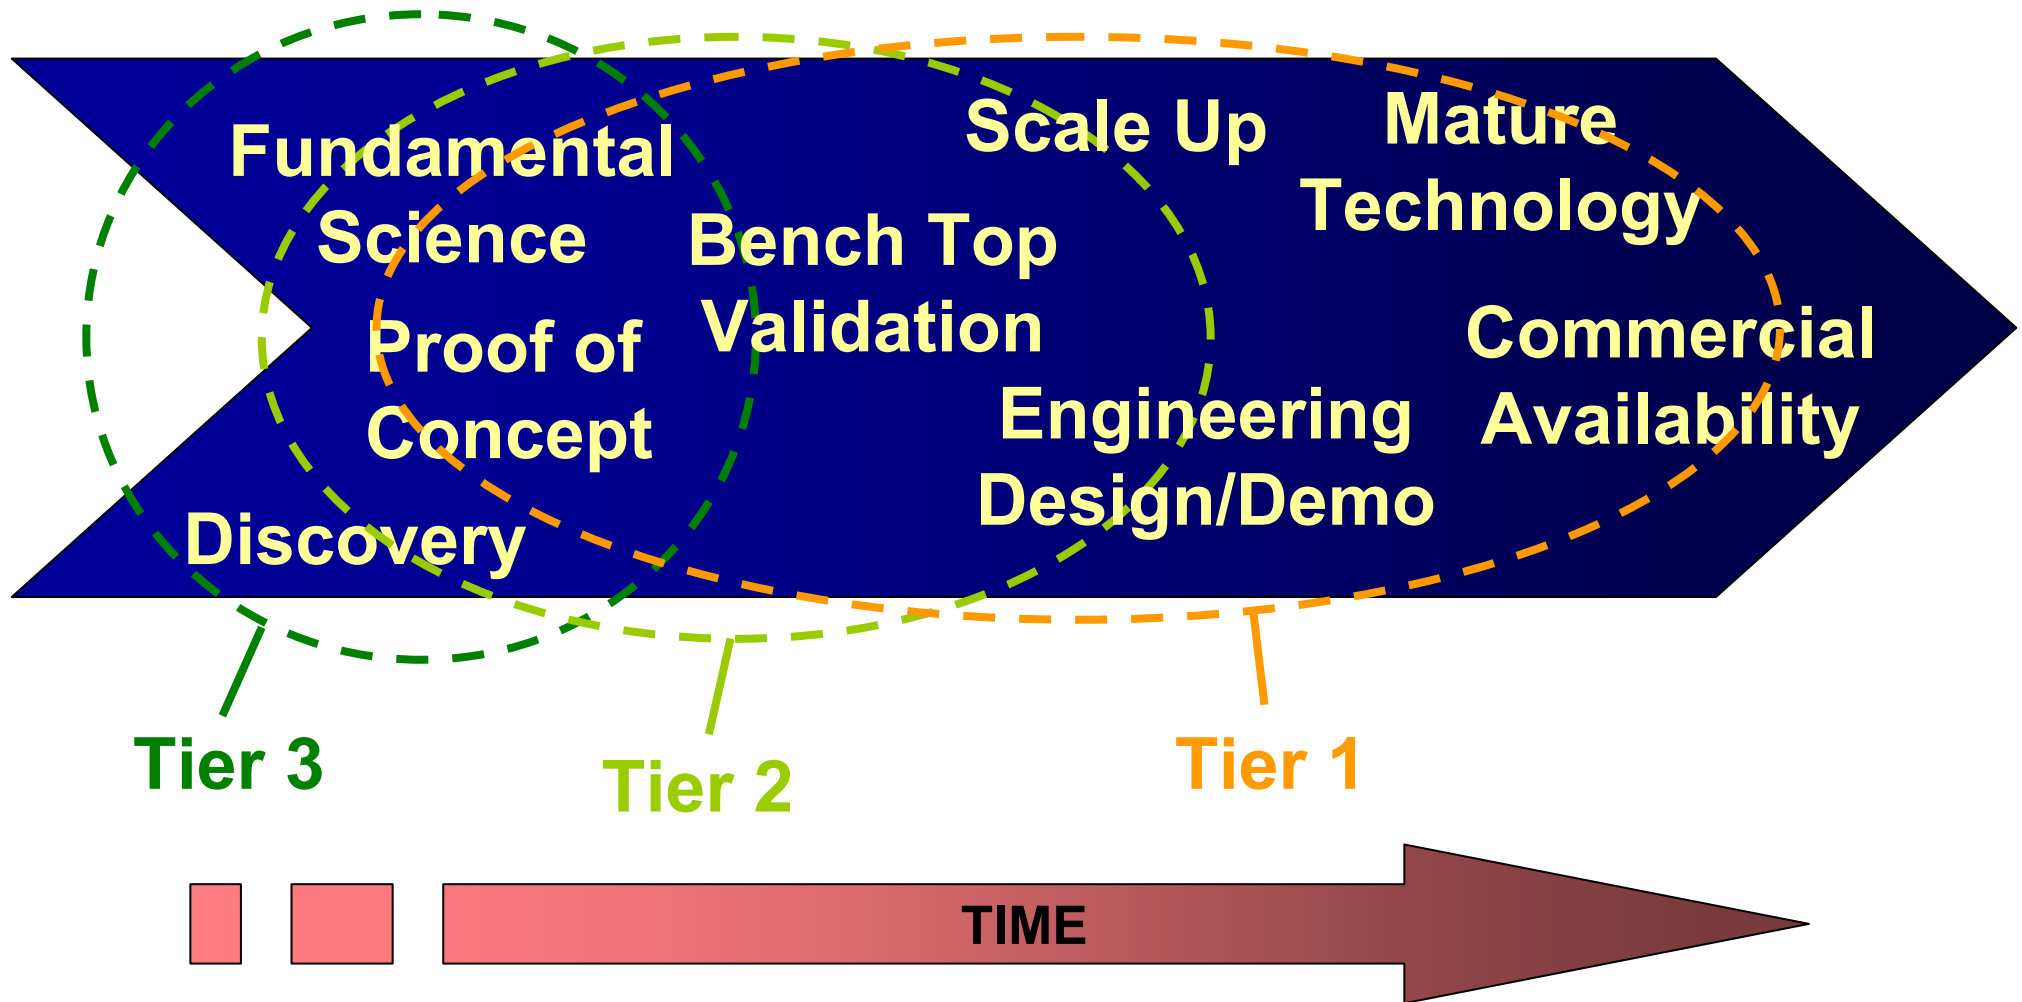 Fundamental
Science
Proof of
Concept
Discovery
Bench Top
Validation
Scale Up
Engineering
Design/Demo
Mature
Technology
Commercial
Availability
Tier 3
Tier 2
Tier 1
TIME